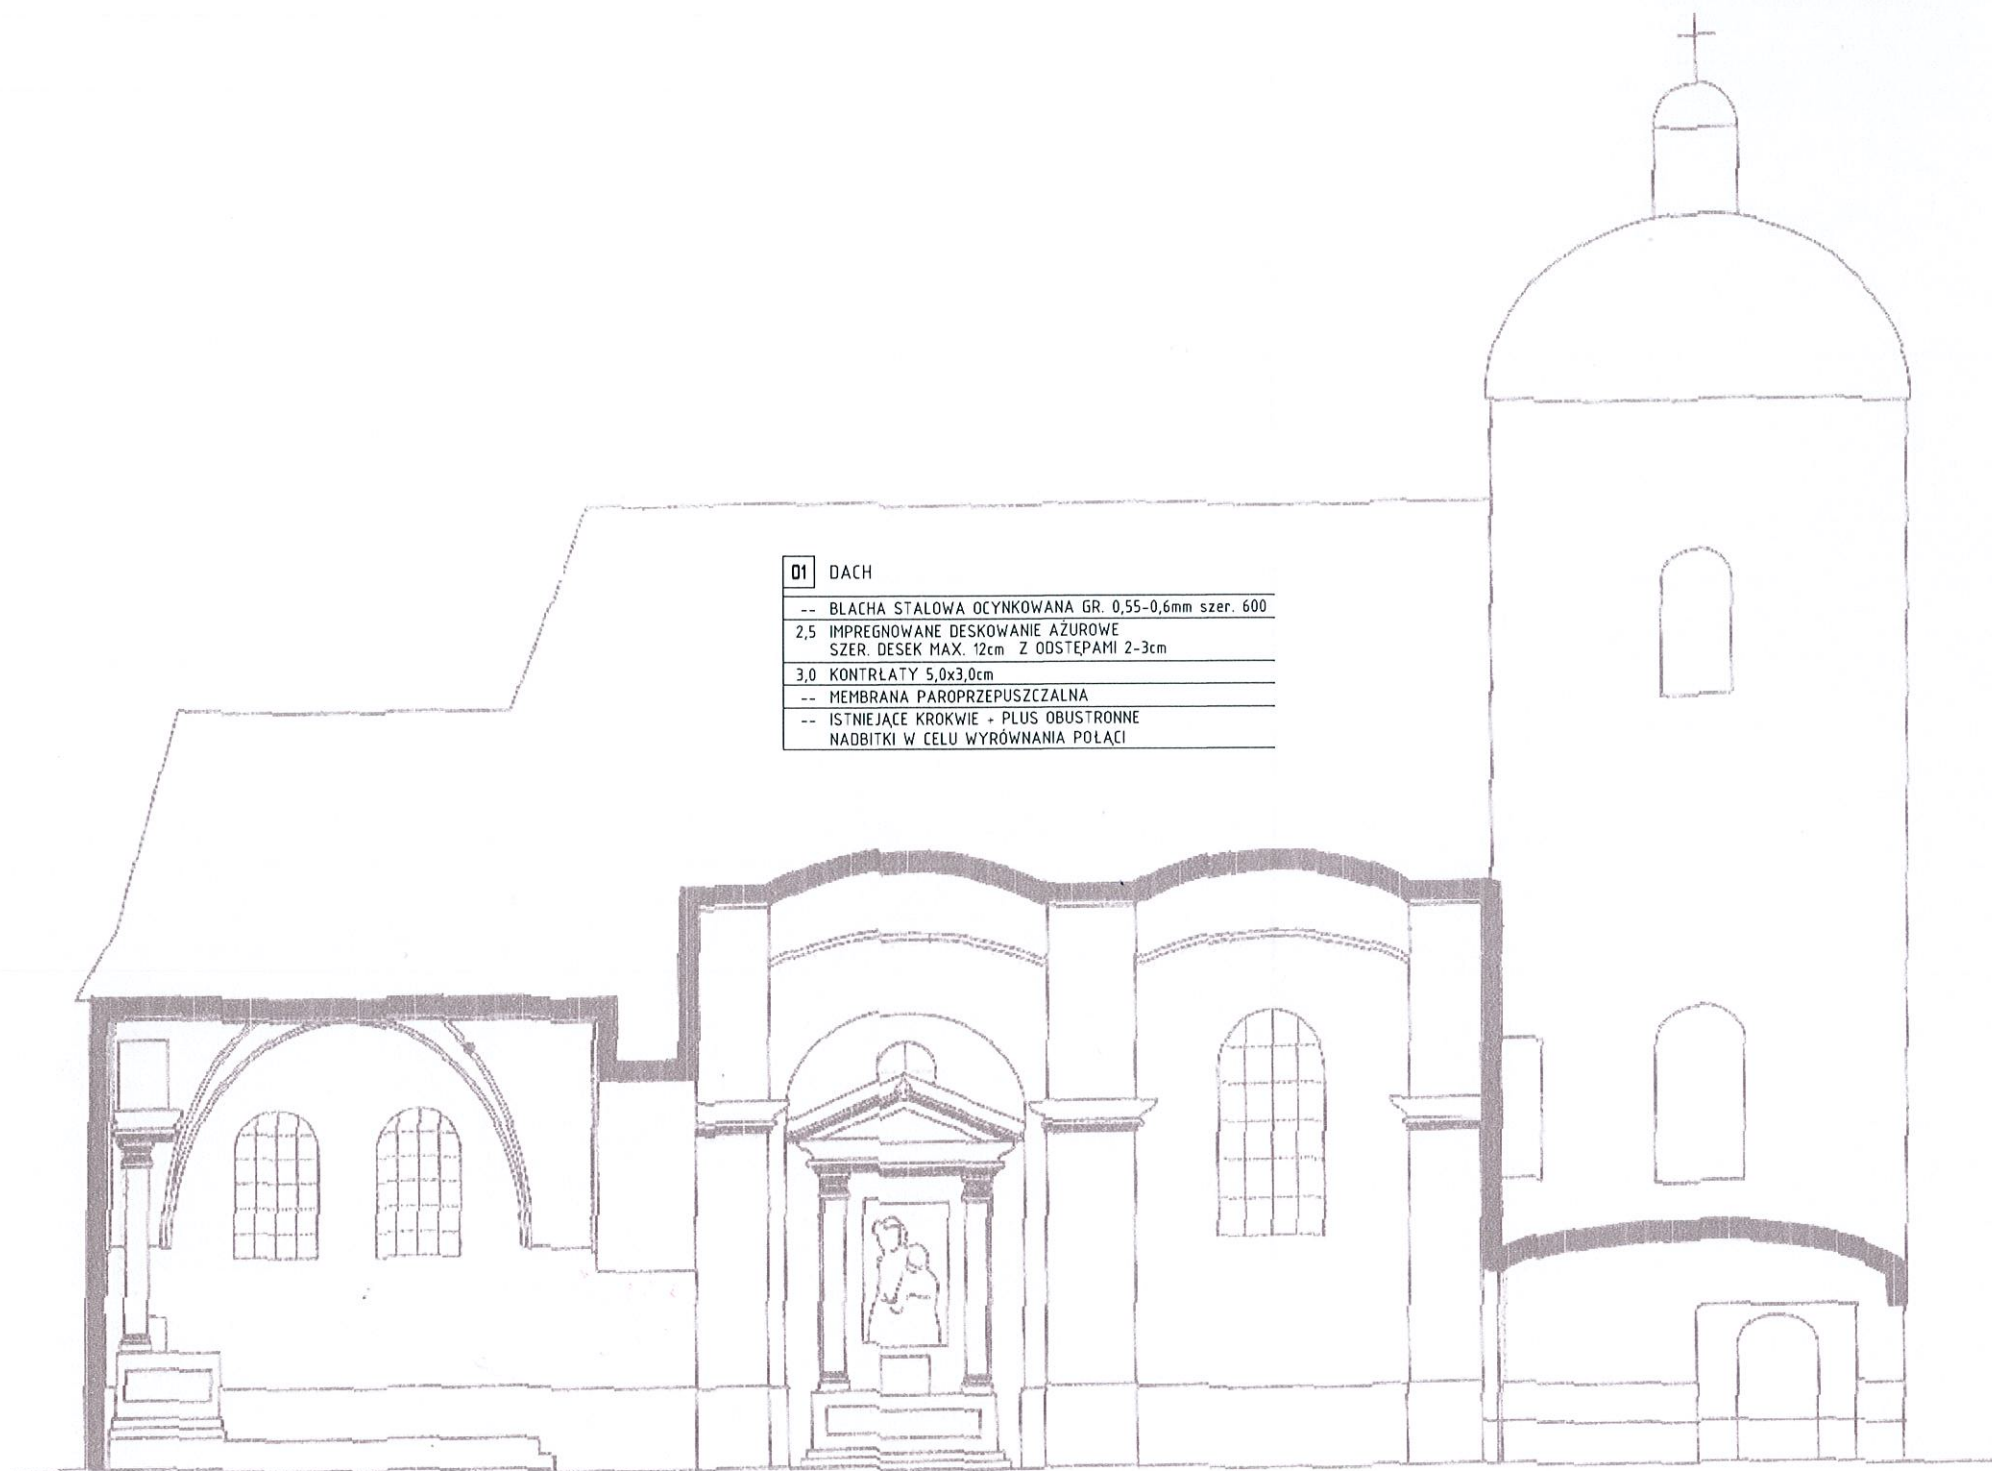 01 DACH
-- BLACHA STALOWA OCYNKOWANA GR. 0,55-0,6mm szer. 600
2,5 IMPREGNOWANE DESKOWANIE AŻUROWE
SZER. DESEK MAX. 12cm Z ODSTĘPAMI 2-3cm
3,0 KONTRŁATY 5,0x3,0cm
-- MEMBRANA PAROPRZEPUSZCZALNA
-- ISTNIEJĄCE KROKWIE + PLUS OBUSTRONNE
NADBITKI W CELU WYRÓWNANIA POŁĄCI